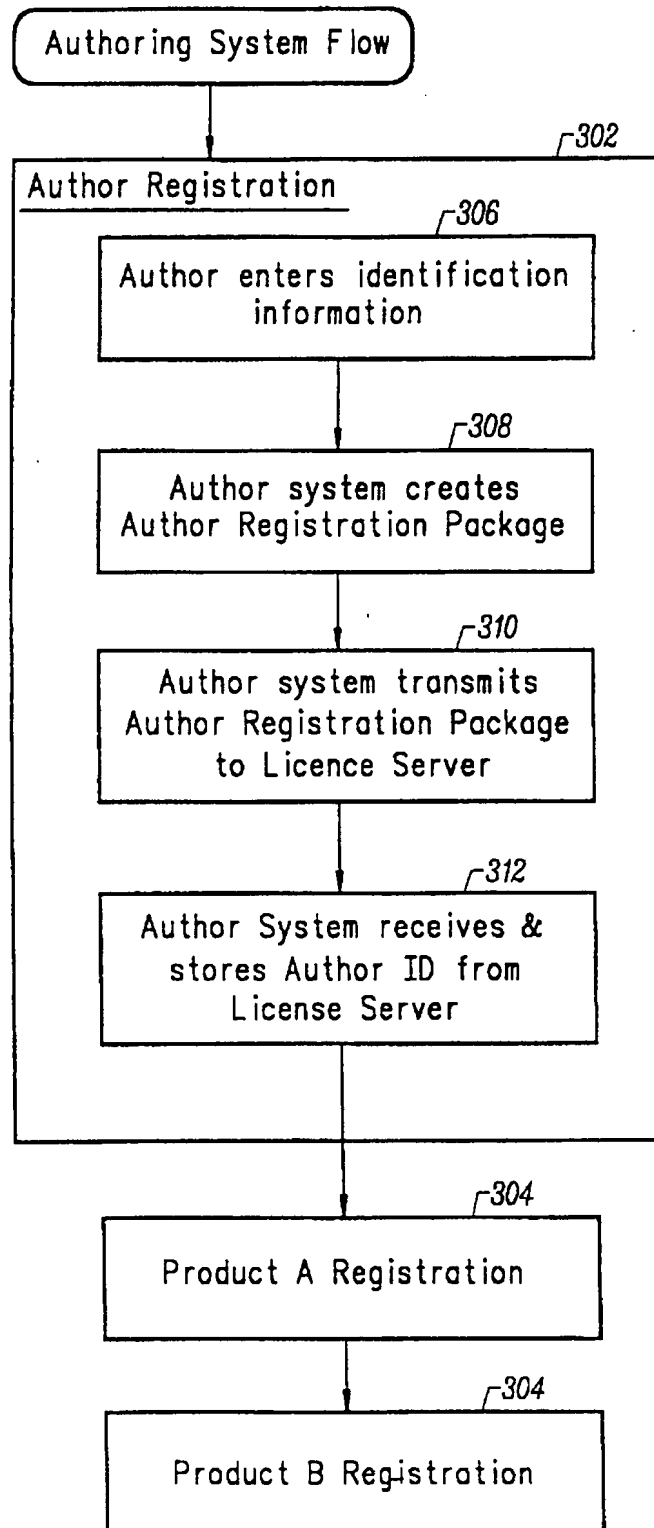 Authoring System Flow
302
Author Registration
306
Author enters identification
information
308
Author system creates
Author Registration Package
310
Author system transmits
Author Registration Package
to Licence Server
312
Author System receives &
stores Author ID from
License Server
304
Product A Registration
304
Product B Registration